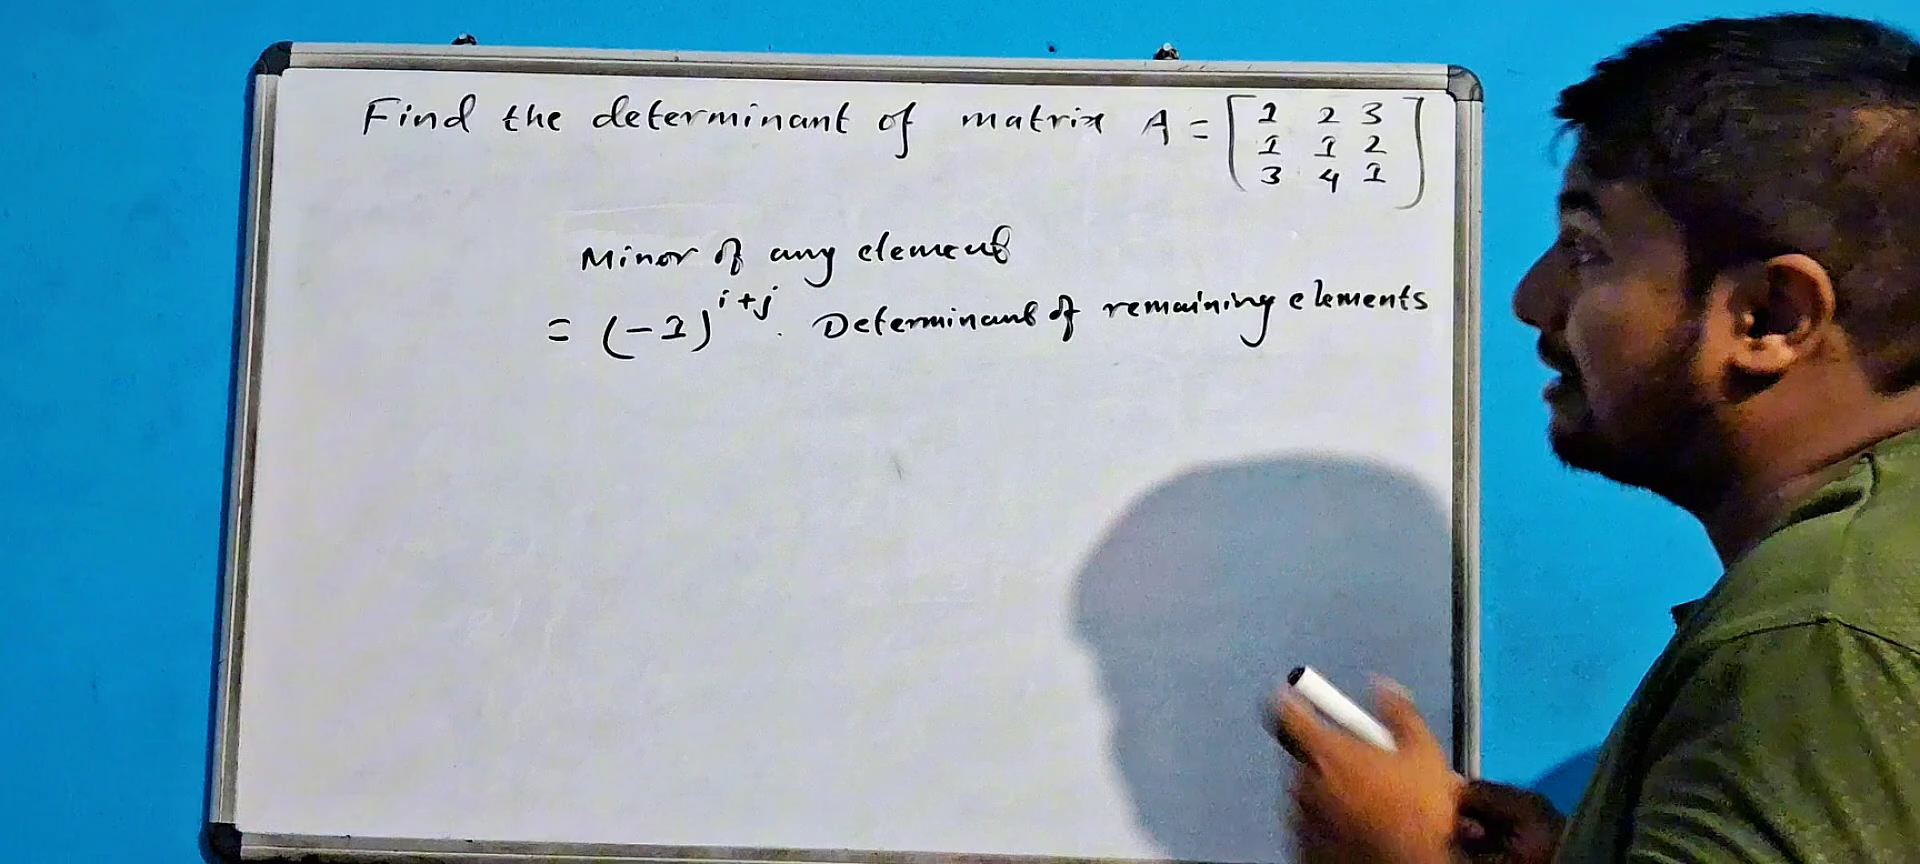 Find the determinant of matrix A = [1 2 3
1 1 2
3 4 1]
Minor of any element
= (-1)^i+j . Determinant of remaining elements